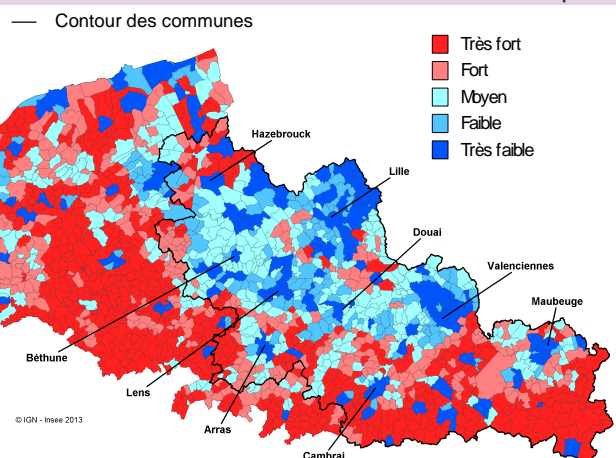 — Contour des communes
Très fort
Fort
Moyen
Faible
Très faible
Hazebrouck
Lille
Douai
Valenciennes
Maubeuge
Béthune
Lens
© IGN - Insee 2013
Arras
Cambrai